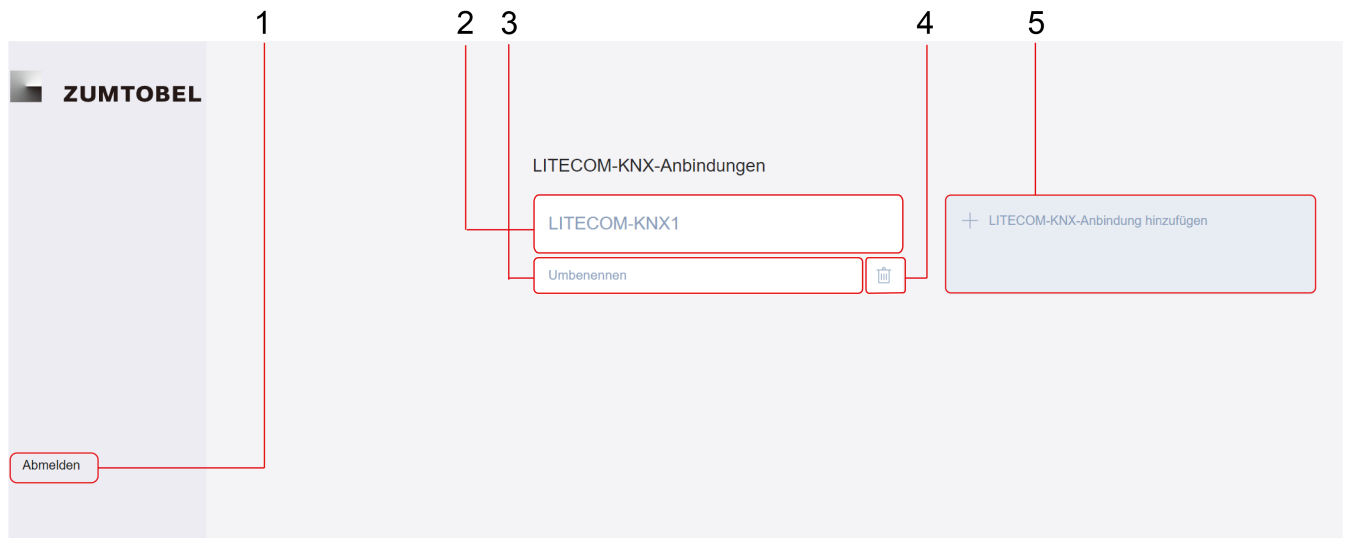 1 2 3 4 5
ZUMTOBEL
LITECOM-KNX-Anbindungen
LITECOM-KNX1
+ LITECOM-KNX-Anbindung hinzufügen
Umbenennen
Abmelden